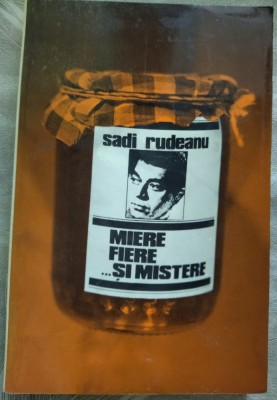 sadi rudeanu
MIERE
FIERE
...ȘI MISTERE